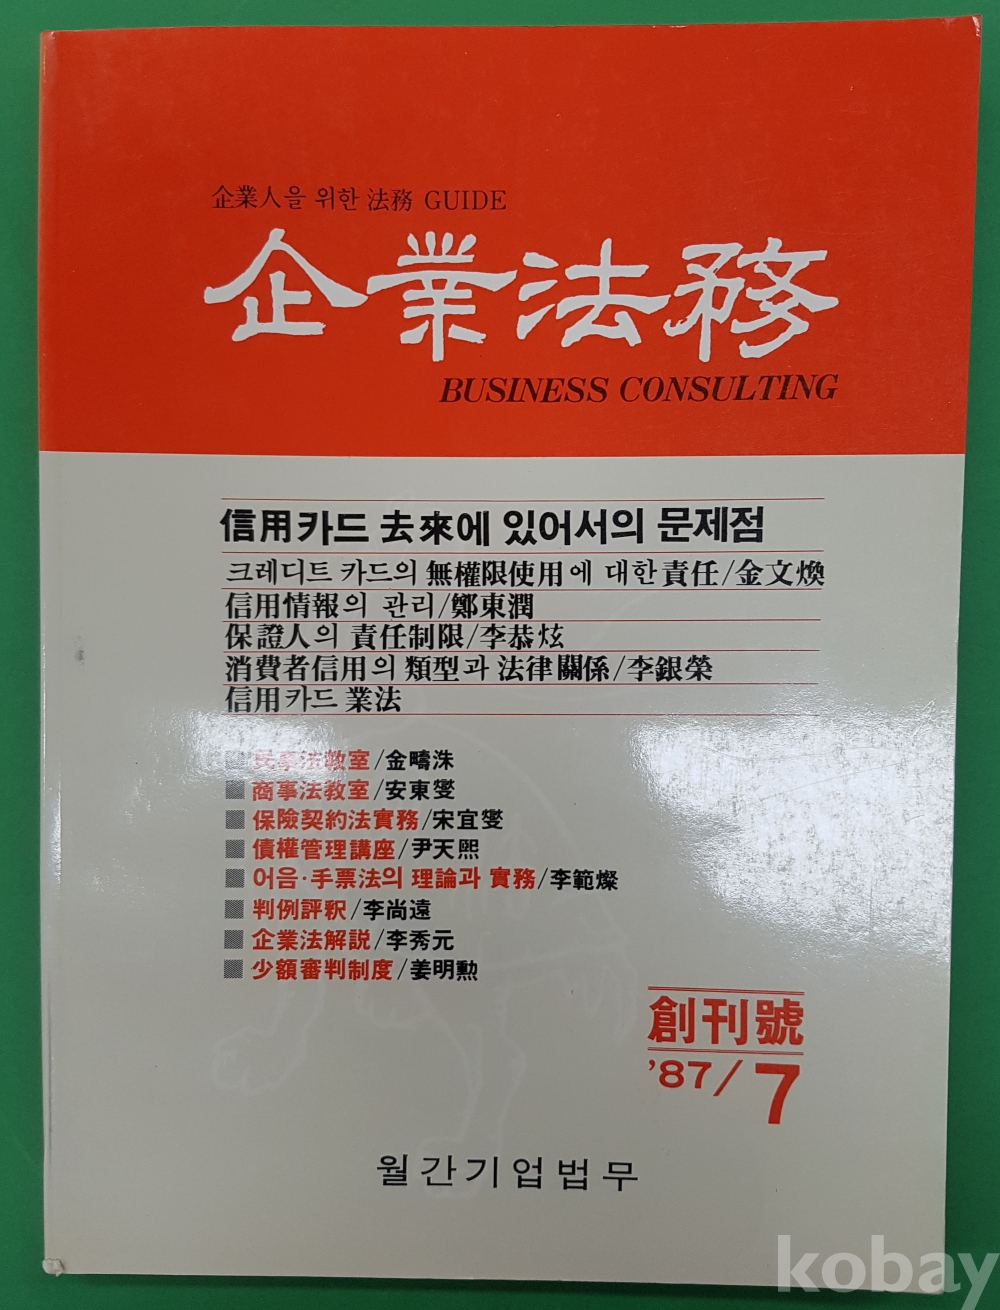 企業人을 위한 法務 GUIDE
企業法務
BUSINESS CONSULTING
信用카드 去來에 있어서의 문제점
크레디트 카드의 無權限使用에 대한 責任/金文煥
信用情報의 관리/鄭東潤
保證人의 責任制限/李恭炫
消費者信用의 類型과 法律關係/李銀榮
信用카드 業法
民事法教室/金疇洙
商事法教室/安東燮
保險契約法實務/宋宜燮
債權管理講座/尹天熙
어음·手票法의 理論과 實務/李範燦
判例評釈/李尚遠
企業法解説/李秀元
少額審判制度/姜明勲
創刊號
'87/7
월간기업법무
kobay